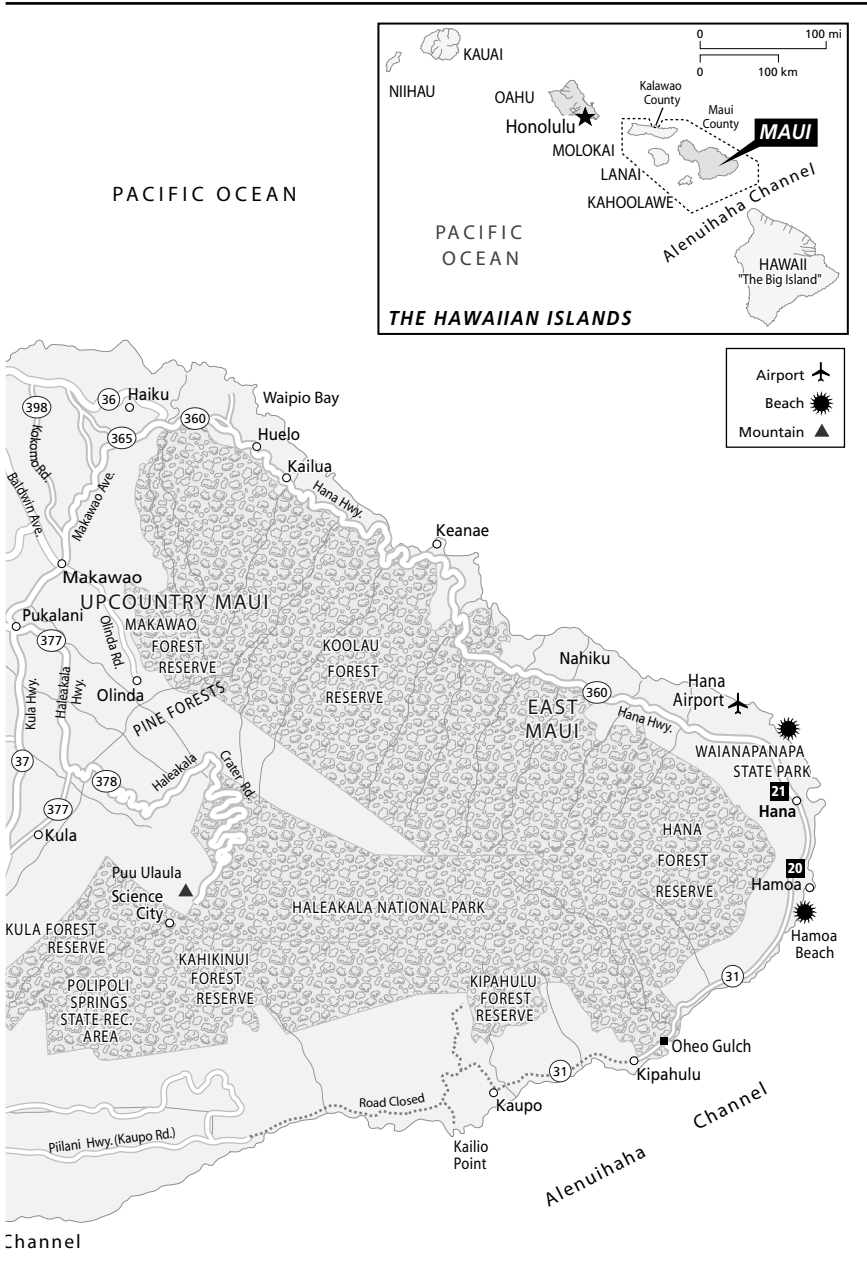 0
100 mi
0
100 km
KAUAI
NIIHAU
OAHU
Honolulu
Kalawao
County
Maui
County
MAUI
MOLOKAI
LANAI
KAHOOLAWE
Alenuihaha Channel
PACIFIC
OCEAN
HAWAII
"The Big Island"
THE HAWAIIAN ISLANDS
PACIFIC OCEAN
Airport
Beach
Mountain
398
36
Haiku
360
365
Waipio Bay
Huelo
Kailua
Hana Hwy.
Kokomo Rd.
Baldwin Ave.
Makawao Ave.
Keanae
Makawao
UPCOUNTRY MAUI
Pukalani
MAKAWAO
FOREST
RESERVE
377
Olinda Rd.
KOOLAU
FOREST
RESERVE
Nahiku
Hana
Airport
Kula Hwy.
Haleakala
Hwy.
Olinda
PINE FORESTS
360
EAST
MAUI
Hana Hwy.
WAIANAPANAPA
STATE PARK
37
378
Haleakala
Crater Rd.
21
Hana
377
Kula
HANA
FOREST
RESERVE
20
Hamoa
Puu Ulaula
Science
City
HALEAKALA NATIONAL PARK
Hamoa
Beach
KULA FOREST
RESERVE
KAHIKINUI
FOREST
RESERVE
POLIPOLI
SPRINGS
STATE REC.
AREA
KIPAHULU
FOREST
RESERVE
31
Oheo Gulch
31
Kipahulu
Road Closed
Kaupo
Piilani Hwy. (Kaupo Rd.)
Kailio
Point
Alenuihaha Channel
Channel